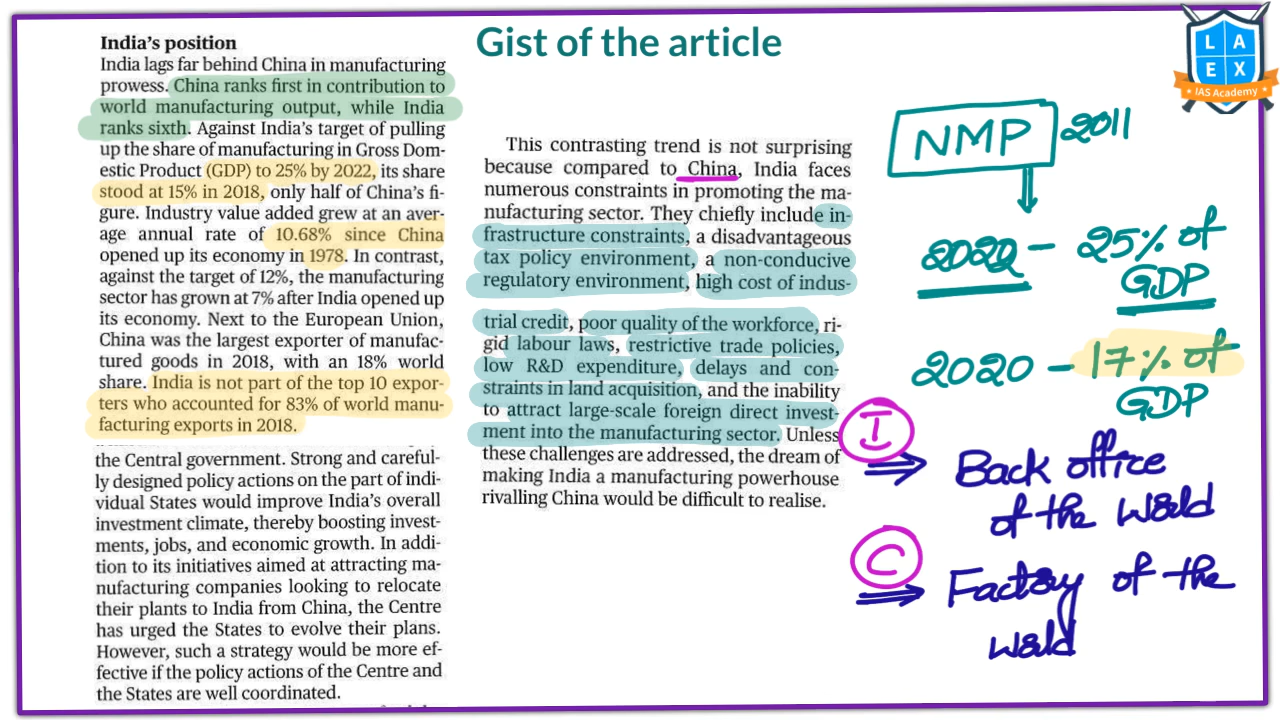 Gist of the article
L A
E X
IAS Academy
India's position
India lags far behind China in manufacturing
prowess. China ranks first in contribution to
world manufacturing output, while India
ranks sixth. Against India's target of pulling
up the share of manufacturing in Gross Dom-
estic Product (GDP) to 25% by 2022, its share
stood at 15% in 2018, only half of China's fi-
gure. Industry value added grew at an aver-
age annual rate of 10.68% since China
opened up its economy in 1978. In contrast,
against the target of 12%, the manufacturing
sector has grown at 7% after India opened up
its economy. Next to the European Union,
China was the largest exporter of manufac-
tured goods in 2018, with an 18% world
share. India is not part of the top 10 expor-
ters who accounted for 83% of world manu-
facturing exports in 2018.
the Central government. Strong and careful-
ly designed policy actions on the part of indi-
vidual States would improve India's overall
investment climate, thereby boosting invest-
ments, jobs, and economic growth. In addi-
tion to its initiatives aimed at attracting ma-
nufacturing companies looking to relocate
their plants to India from China, the Centre
has urged the States to evolve their plans.
However, such a strategy would be more ef-
fective if the policy actions of the Centre and
the States are well coordinated.
This contrasting trend is not surprising
because compared to China, India faces
numerous constraints in promoting the ma-
nufacturing sector. They chiefly include in-
frastructure constraints, a disadvantageous
tax policy environment, a non-conducive
regulatory environment, high cost of indus-
trial credit, poor quality of the workforce, ri-
gid labour laws, restrictive trade policies,
low R&D expenditure, delays and con-
straints in land acquisition, and the inability
to attract large-scale foreign direct invest-
ment into the manufacturing sector. Unless
these challenges are addressed, the dream of
making India a manufacturing powerhouse
rivalling China would be difficult to realise.
NMP 2011
2022 - 25% of
GDP
2020 - 17% of
GDP
I
Back office
of the World
C
Factory of the
World